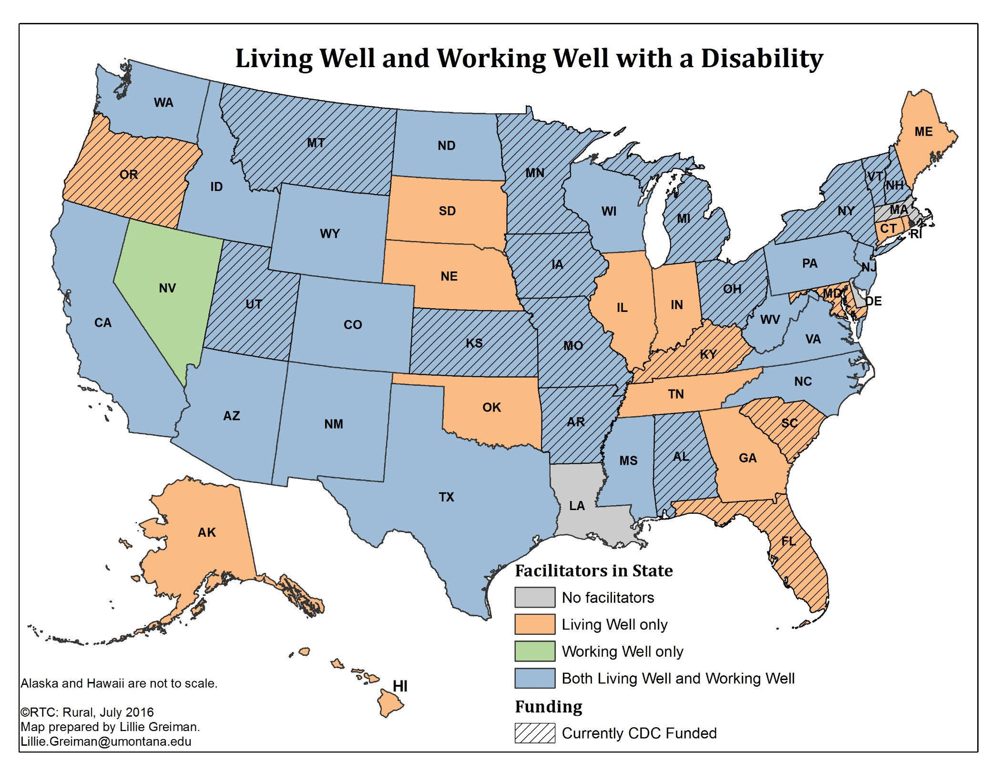 Living Well and Working Well with a Disability
WA
MT
ND
MN
ME
OR
ID
SD
WI
MI
NY
VT
NH
MA
CT
RI
WY
IA
PA
NJ
NV
UT
NE
IL
IN
OH
MD
DE
CA
CO
KS
MO
WV
VA
KY
NC
TN
AZ
NM
OK
AR
SC
MS
AL
GA
TX
LA
AK
FL
HI
Facilitators in State
No facilitators
Living Well only
Working Well only
Both Living Well and Working Well
Funding
Currently CDC Funded
Alaska and Hawaii are not to scale.
©RTC: Rural, July 2016
Map prepared by Lillie Greiman.
Lillie.Greiman@umontana.edu